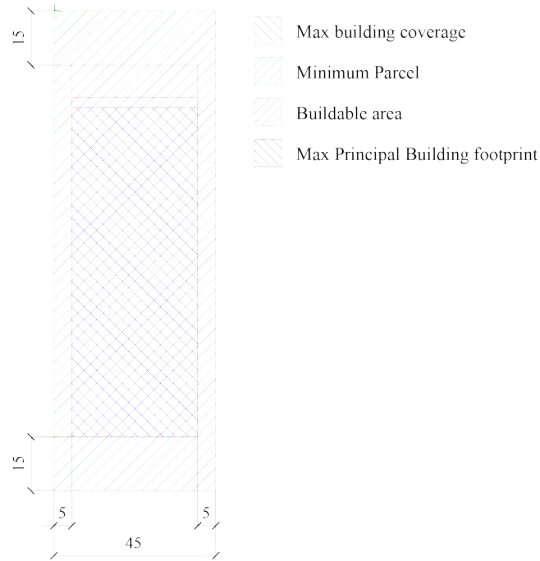 15
Max building coverage
Minimum Parcel
Buildable area
Max Principal Building footprint
15
5
5
45